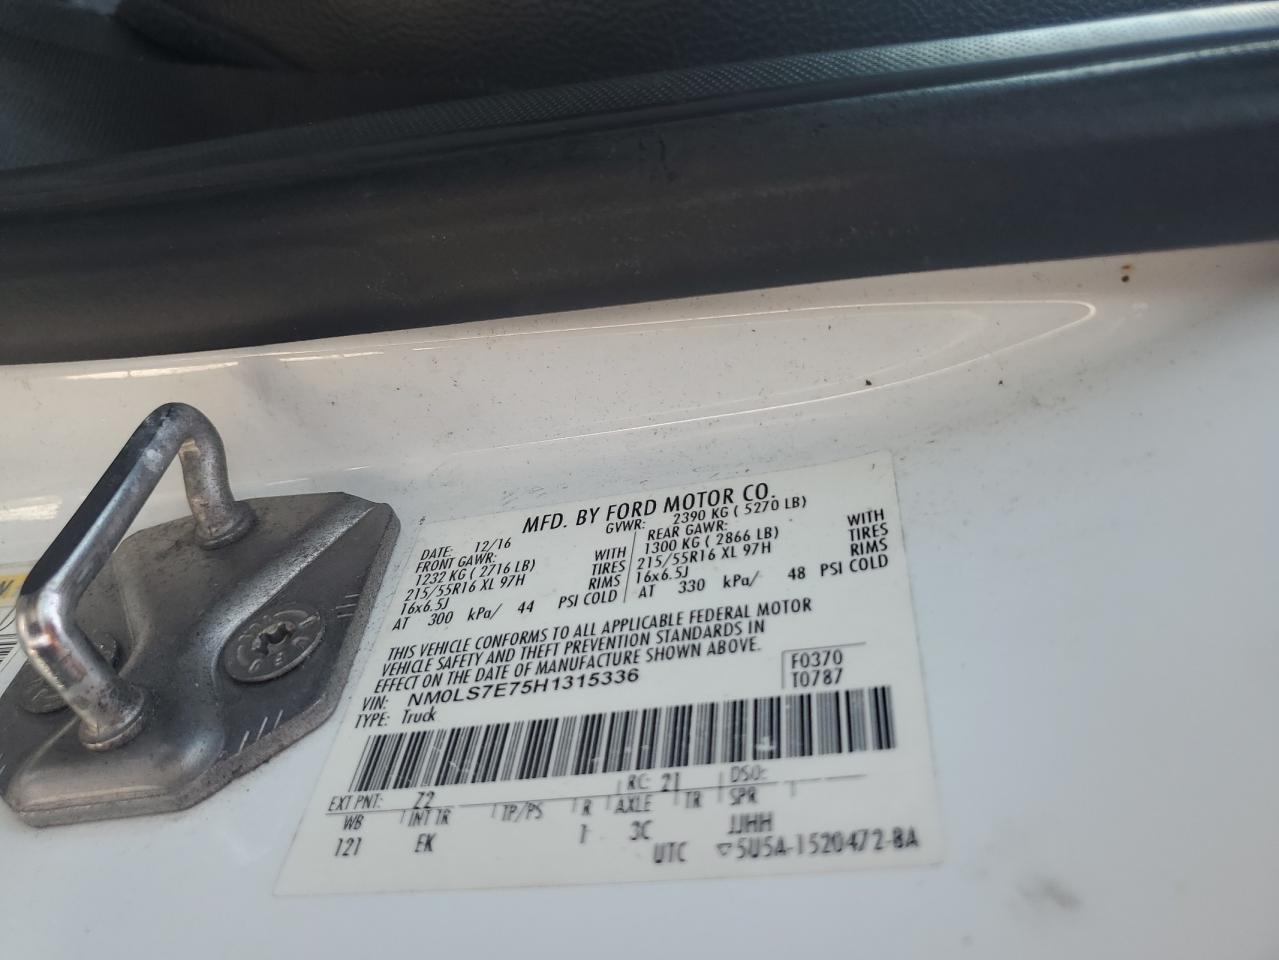 MFD. BY FORD MOTOR CO.
DATE: 12/16 GVWR: 2390 KG ( 5270 LB)
FRONT GAWR: REAR GAWR:
1232 KG ( 2716 LB) WITH 1300 KG ( 2866 LB) WITH
215/55R16 XL 97H TIRES 215/55R16 XL 97H TIRES
16x6.5J RIMS 16x6.5J RIMS
AT 300 kPa/ 44 PSI COLD AT 330 kPa/ 48 PSI COLD
THIS VEHICLE CONFORMS TO ALL APPLICABLE FEDERAL MOTOR
VEHICLE SAFETY AND THEFT PREVENTION STANDARDS IN
EFFECT ON THE DATE OF MANUFACTURE SHOWN ABOVE.
VIN: NM0LS7E75H1315336 F0370
TYPE: Truck T0787
EXT PNT: Z2 RC: 21 DSO:
WB INT TR TP/PS R AXLE TR SPR
121 EK 1 3C JJHH
UTC ▽5U5A-1520472-BA